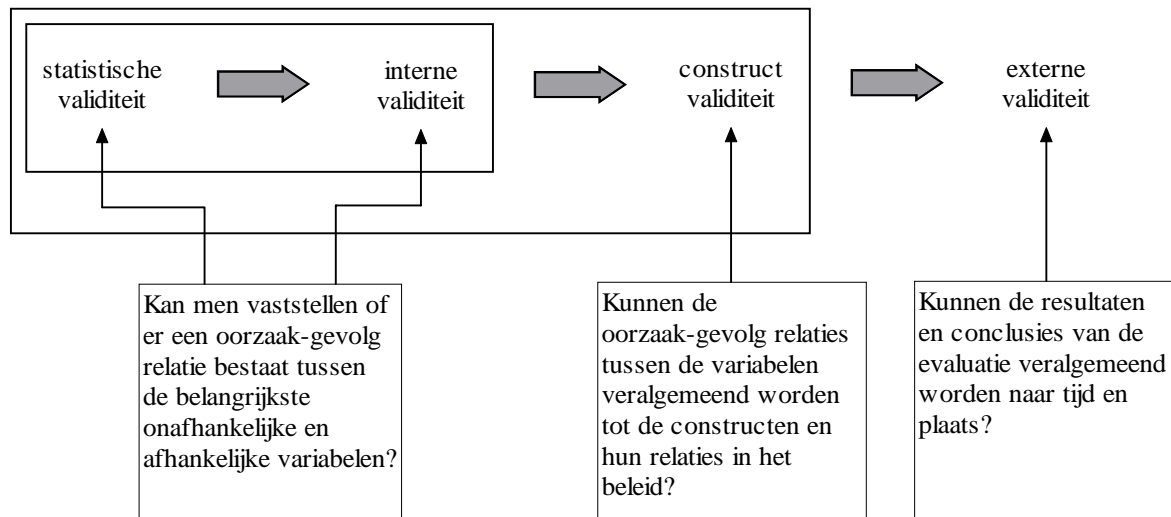 statistische
validiteit
interne
validiteit
construct
validiteit
externe
validiteit
Kan men vaststellen of
er een oorzaak-gevolg
relatie bestaat tussen
de belangrijkste
onafhankelijke en
afhankelijke variabelen?
Kunnen de
oorzaak-gevolg relaties
tussen de variabelen
veralgemeend worden
tot de constructen en
hun relaties in het
beleid?
Kunnen de resultaten
en conclusies van de
evaluatie veralgemeend
worden naar tijd en
plaats?